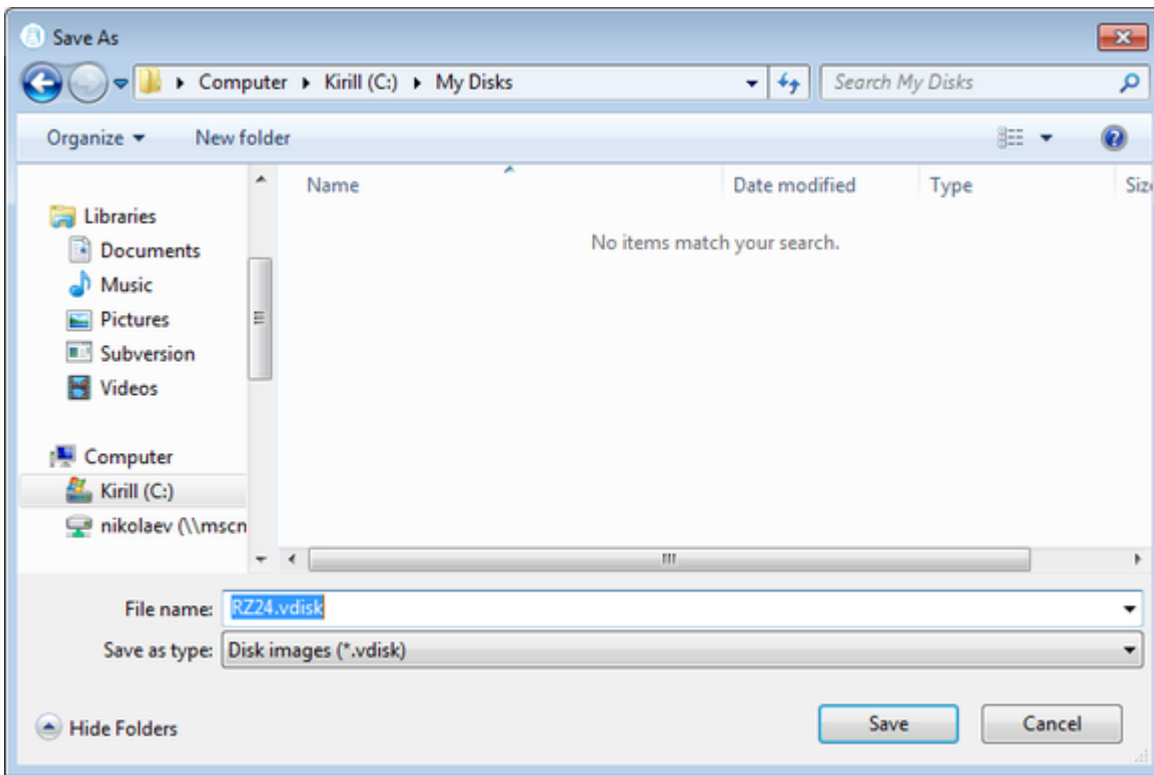 Save As
Computer Kirill (C:) My Disks Search My Disks
Organize New folder
Name Date modified Type
No items match your search.
Libraries
Documents
Music
Pictures
Subversion
Videos
Computer
Kirill (C:)
nikolaev (\\mscn
File name: RZ24.vdisk
Save as type: Disk images (*.vdisk)
Hide Folders Save Cancel